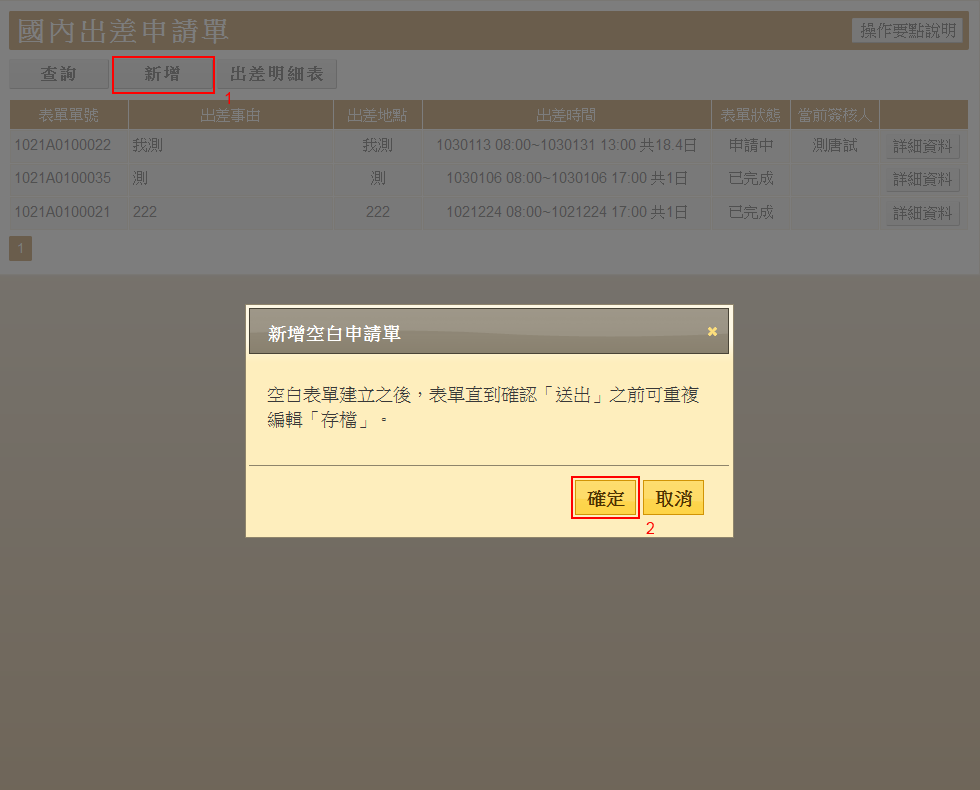 國內出差申請單 操作要點說明
查詢 新增 出差明細表
1
表單單號 出差事由 出差地點 出差時間 表單狀態 當前簽核人
1021A0100022 我測 我測 1030113 08:00~1030131 13:00 共18.4日 申請中 測唐試 詳細資料
1021A0100035 測 測 1030106 08:00~1030106 17:00 共1日 已完成 詳細資料
1021A0100021 222 222 1021224 08:00~1021224 17:00 共1日 已完成 詳細資料
1
新增空白申請單
空白表單建立之後，表單直到確認「送出」之前可重複
編輯「存檔」。
確定 取消
2